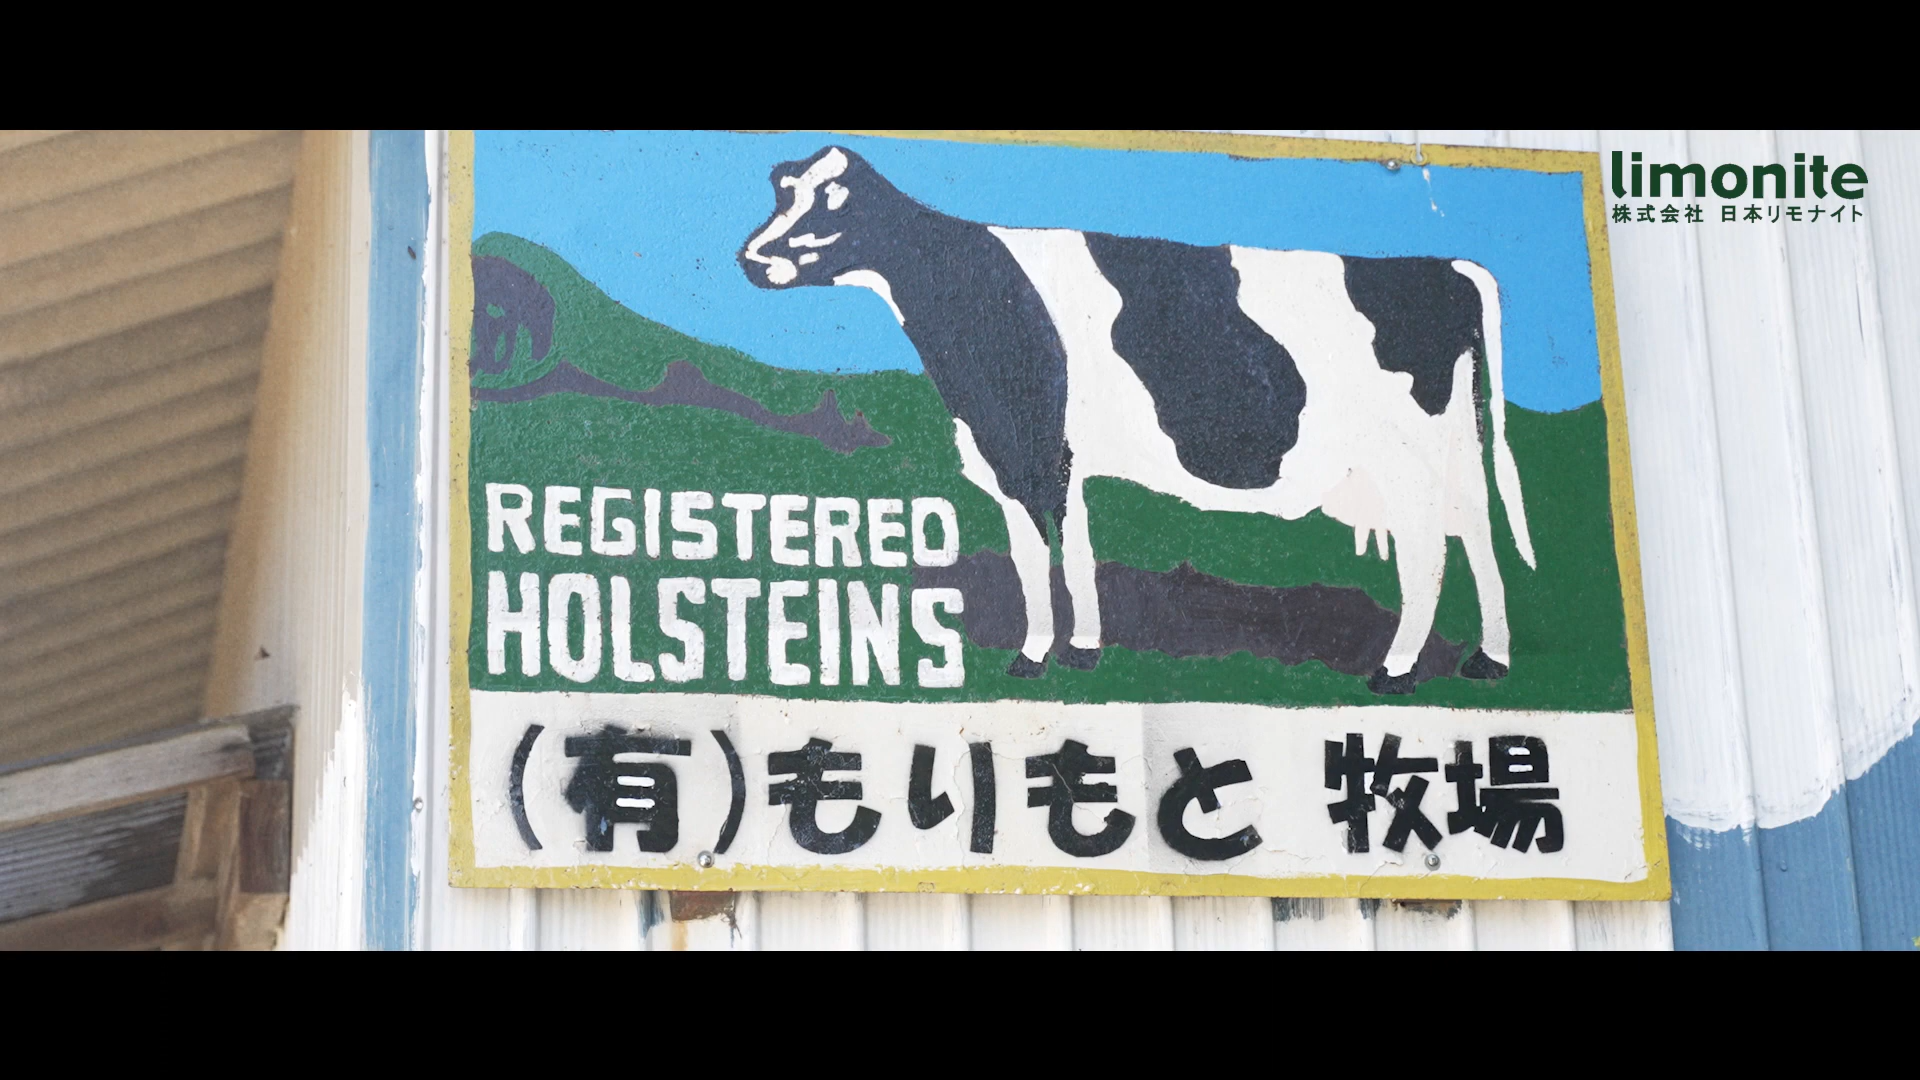 limonite
株式会社 日本リモナイト
REGISTERED
HOLSTEINS
(有)もりもと 牧場